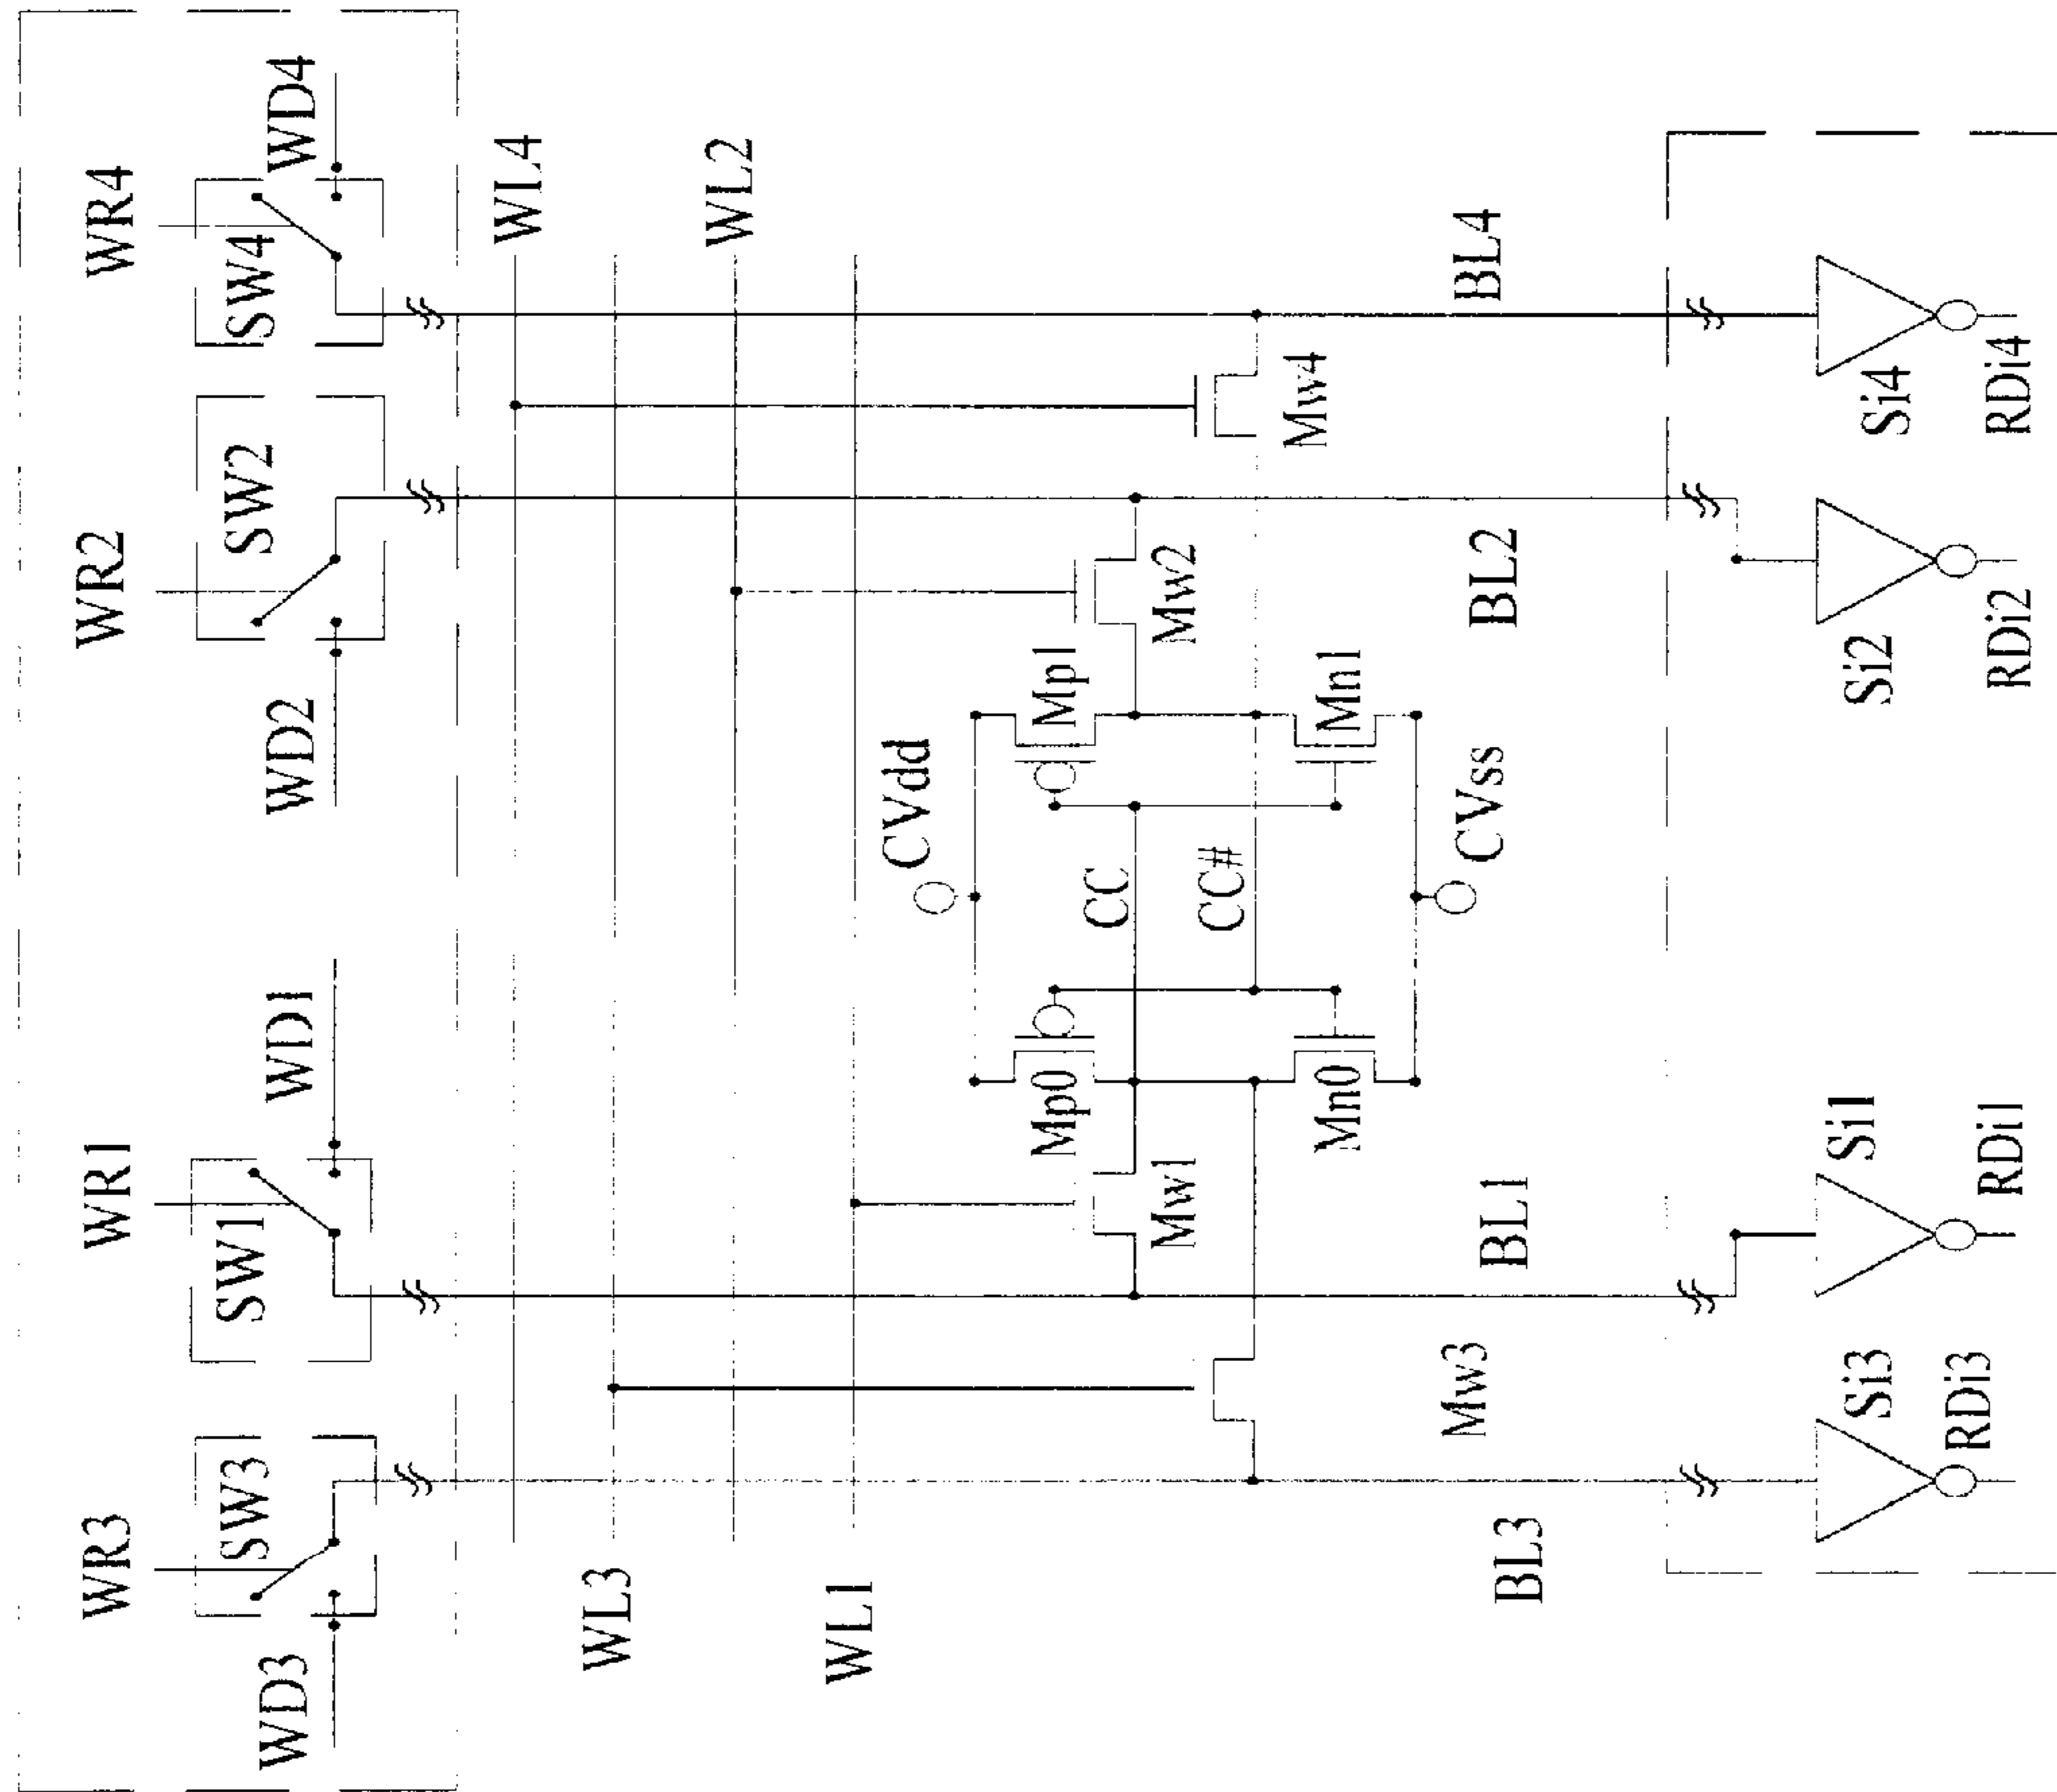 WR3
WR1
WR2
WR4
SW3
SW1
SW2
SW4
WD3
WD1
WD2
WD4
WL4
WL3
WL2
WL1
CVdd
Mp0
Mp1
CC
Mw1
Mw2
CC#
Mw4
Mn0
Mn1
Mw3
CVss
BL3
BL1
BL2
BL4
Si3
Si1
Si2
Si4
RDi3
RDi1
RDi2
RDi4